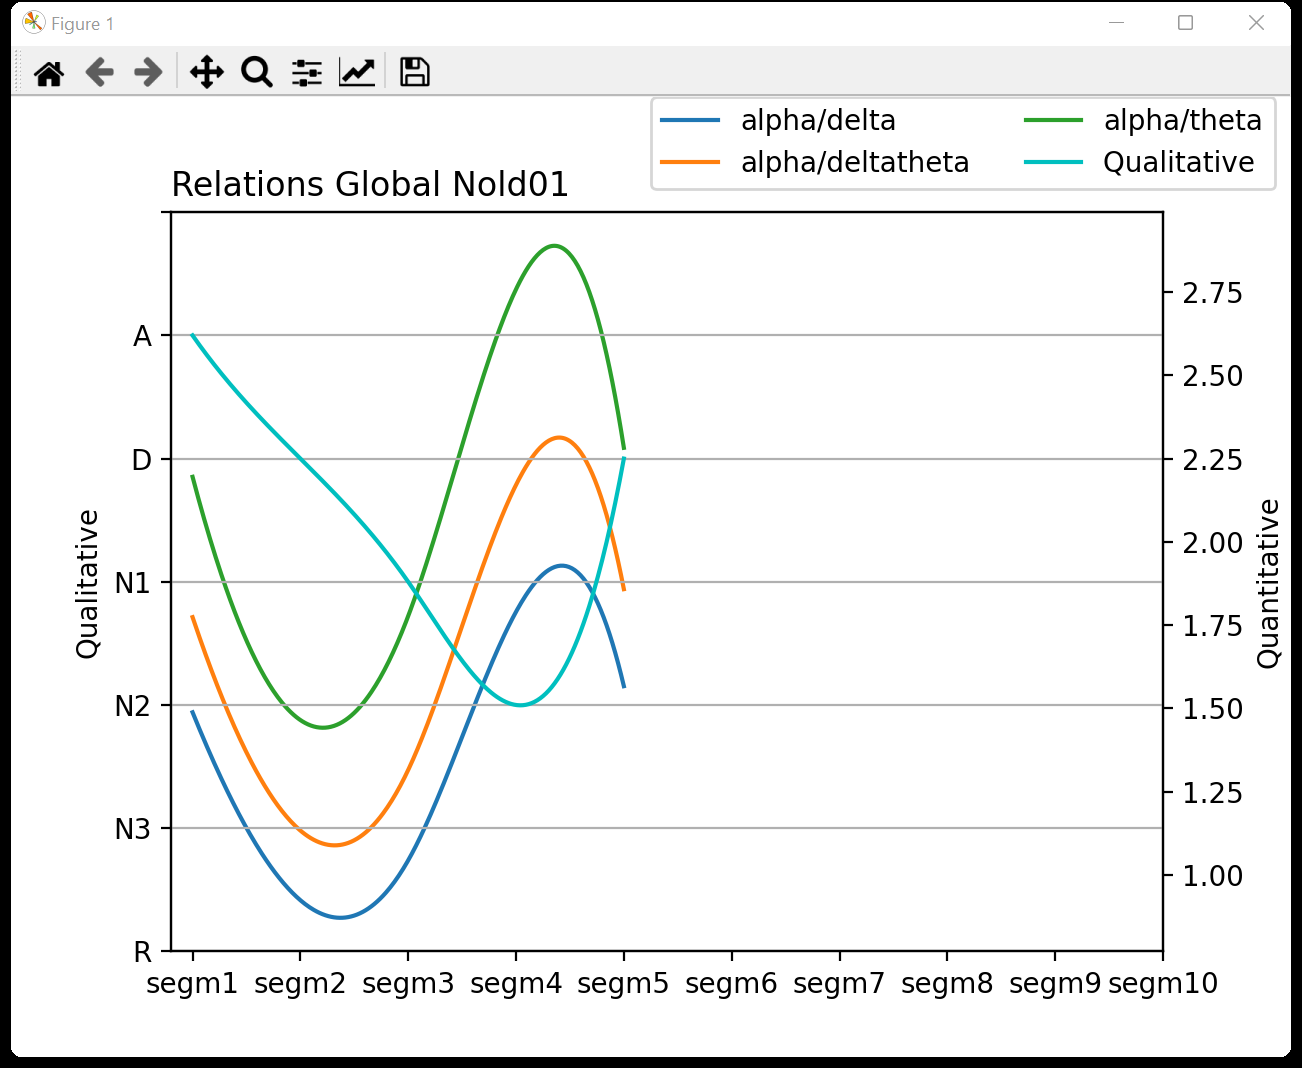 Figure 1
alpha/delta
alpha/deltatheta
alpha/theta
Qualitative
Relations Global Nold01
A
D
N1
N2
N3
R
Qualitative
2.75
2.50
2.25
2.00
1.75
1.50
1.25
1.00
Quantitative
segm1 segm2 segm3 segm4 segm5 segm6 segm7 segm8 segm9 segm10